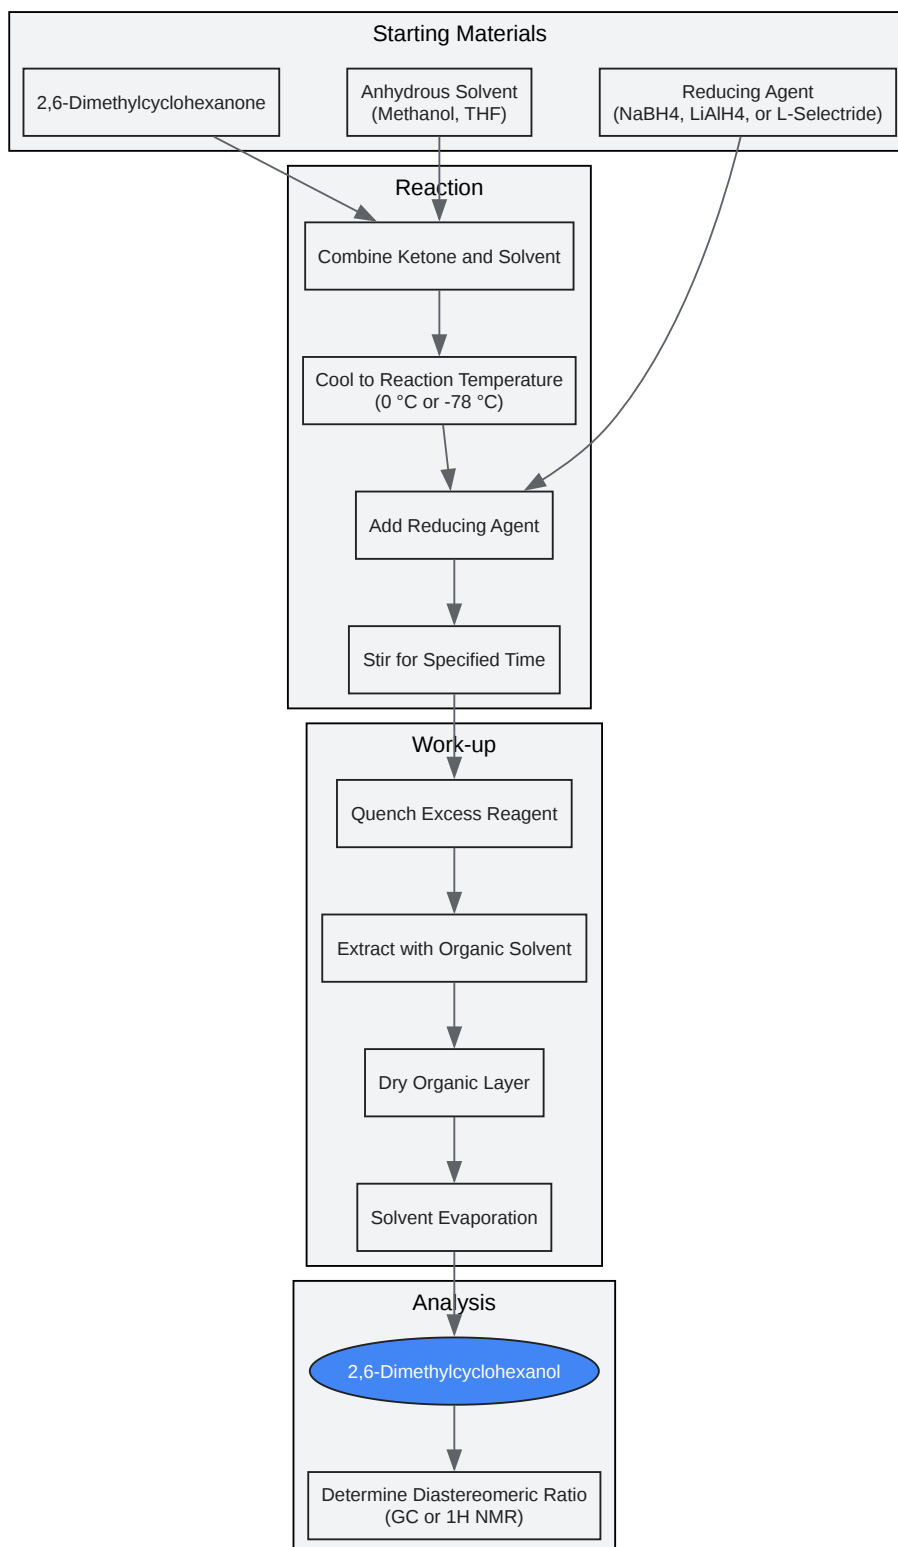 Starting Materials
2,6-Dimethylcyclohexanone
Anhydrous Solvent
(Methanol, THF)
Reducing Agent
(NaBH4, LiAlH4, or L-Selectride)
Reaction
Combine Ketone and Solvent
Cool to Reaction Temperature
(0 °C or -78 °C)
Add Reducing Agent
Stir for Specified Time
Work-up
Quench Excess Reagent
Extract with Organic Solvent
Dry Organic Layer
Solvent Evaporation
Analysis
2,6-Dimethylcyclohexanol
Determine Diastereomeric Ratio
(GC or 1H NMR)